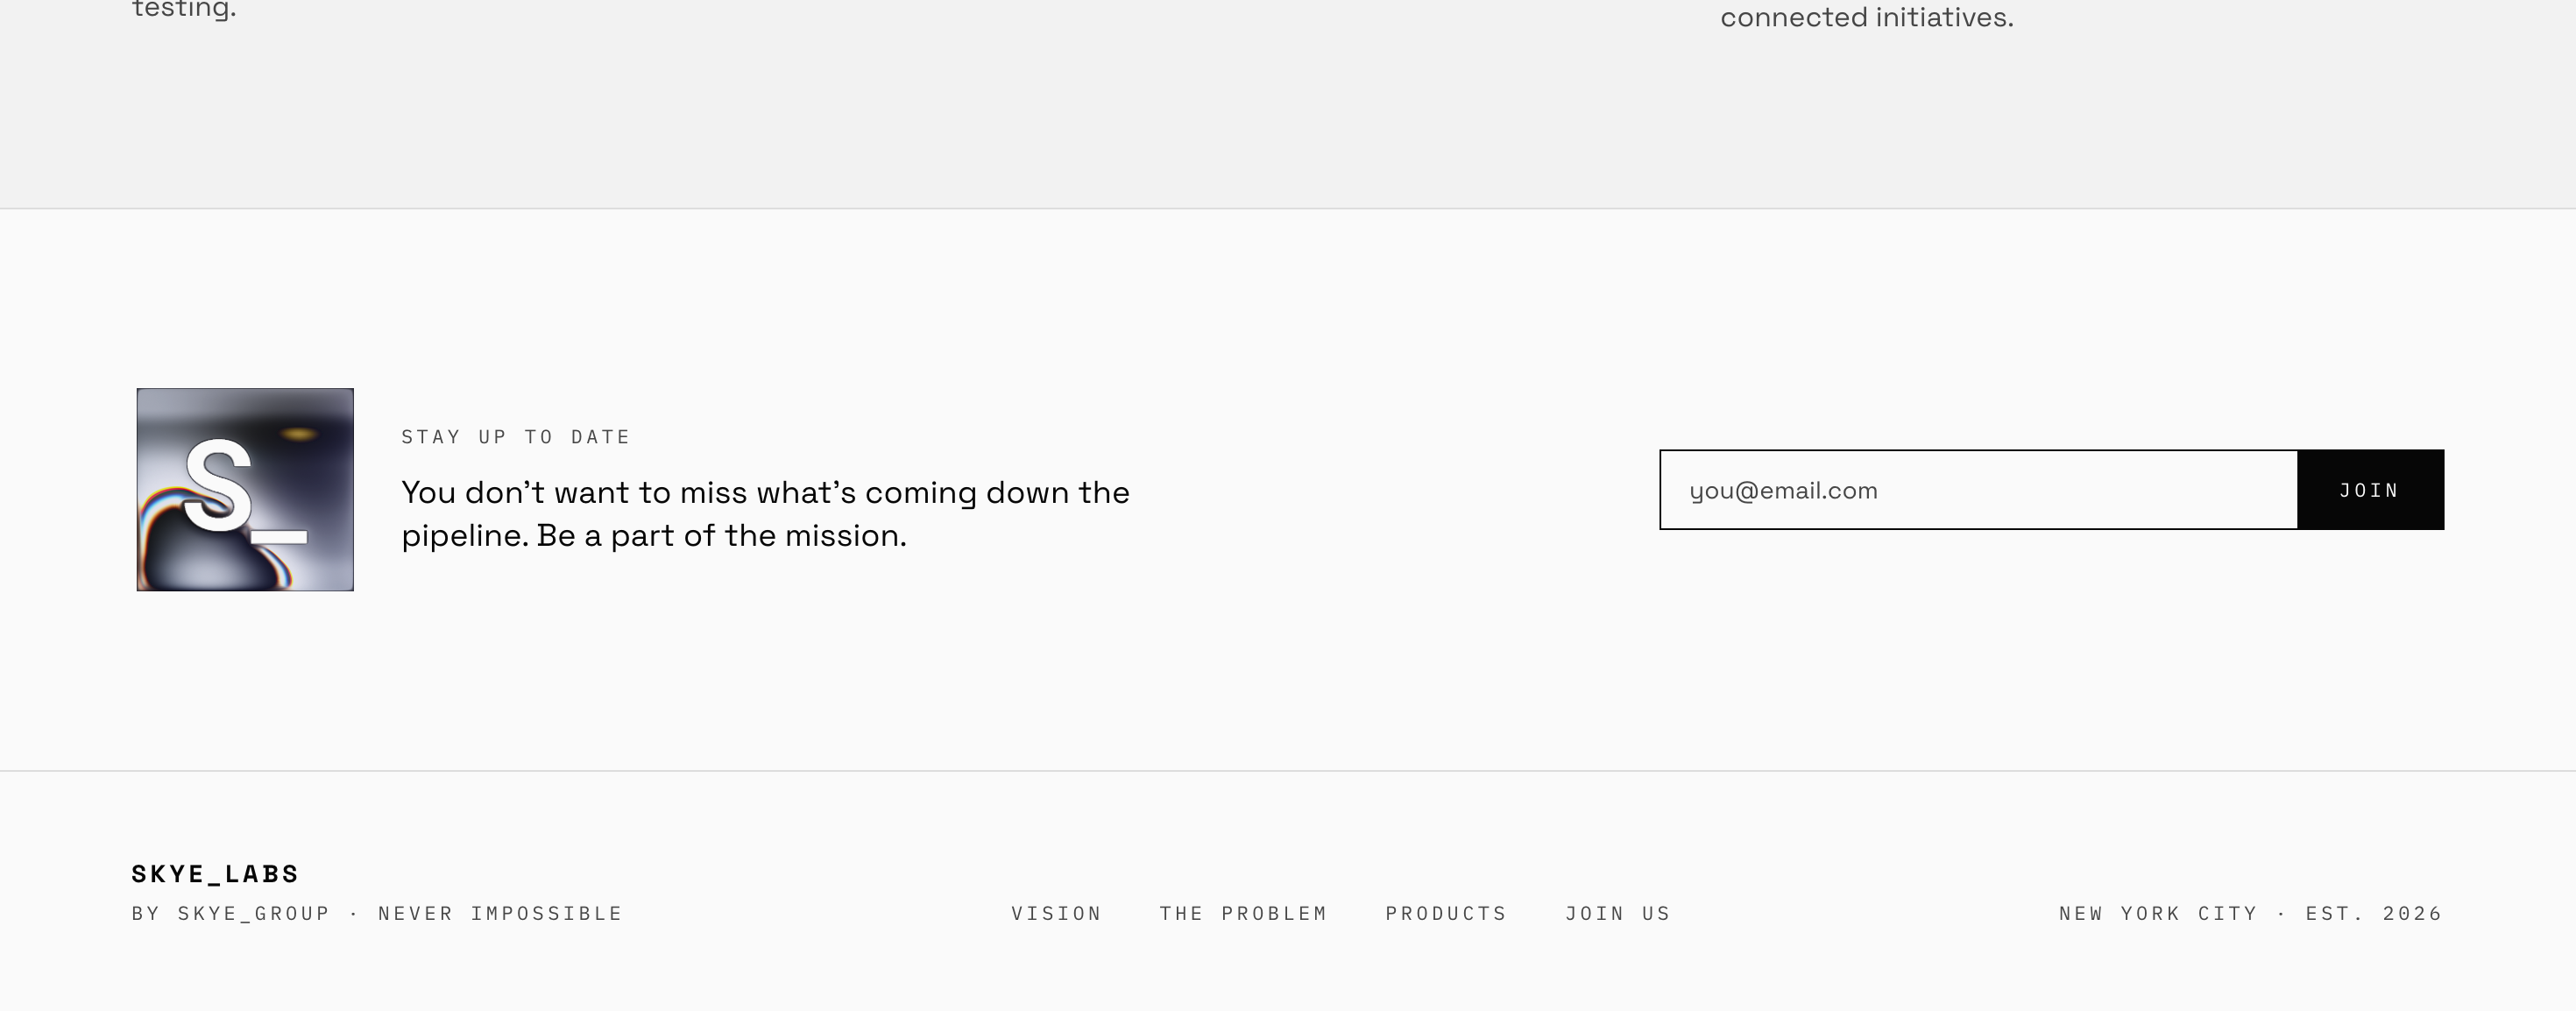 testing.
connected initiatives.
S_
STAY UP TO DATE
You don’t want to miss what’s coming down the
pipeline. Be a part of the mission.
you@email.com
JOIN
SKYE_LABS
BY SKYE_GROUP · NEVER IMPOSSIBLE
VISION
THE PROBLEM
PRODUCTS
JOIN US
NEW YORK CITY · EST. 2026